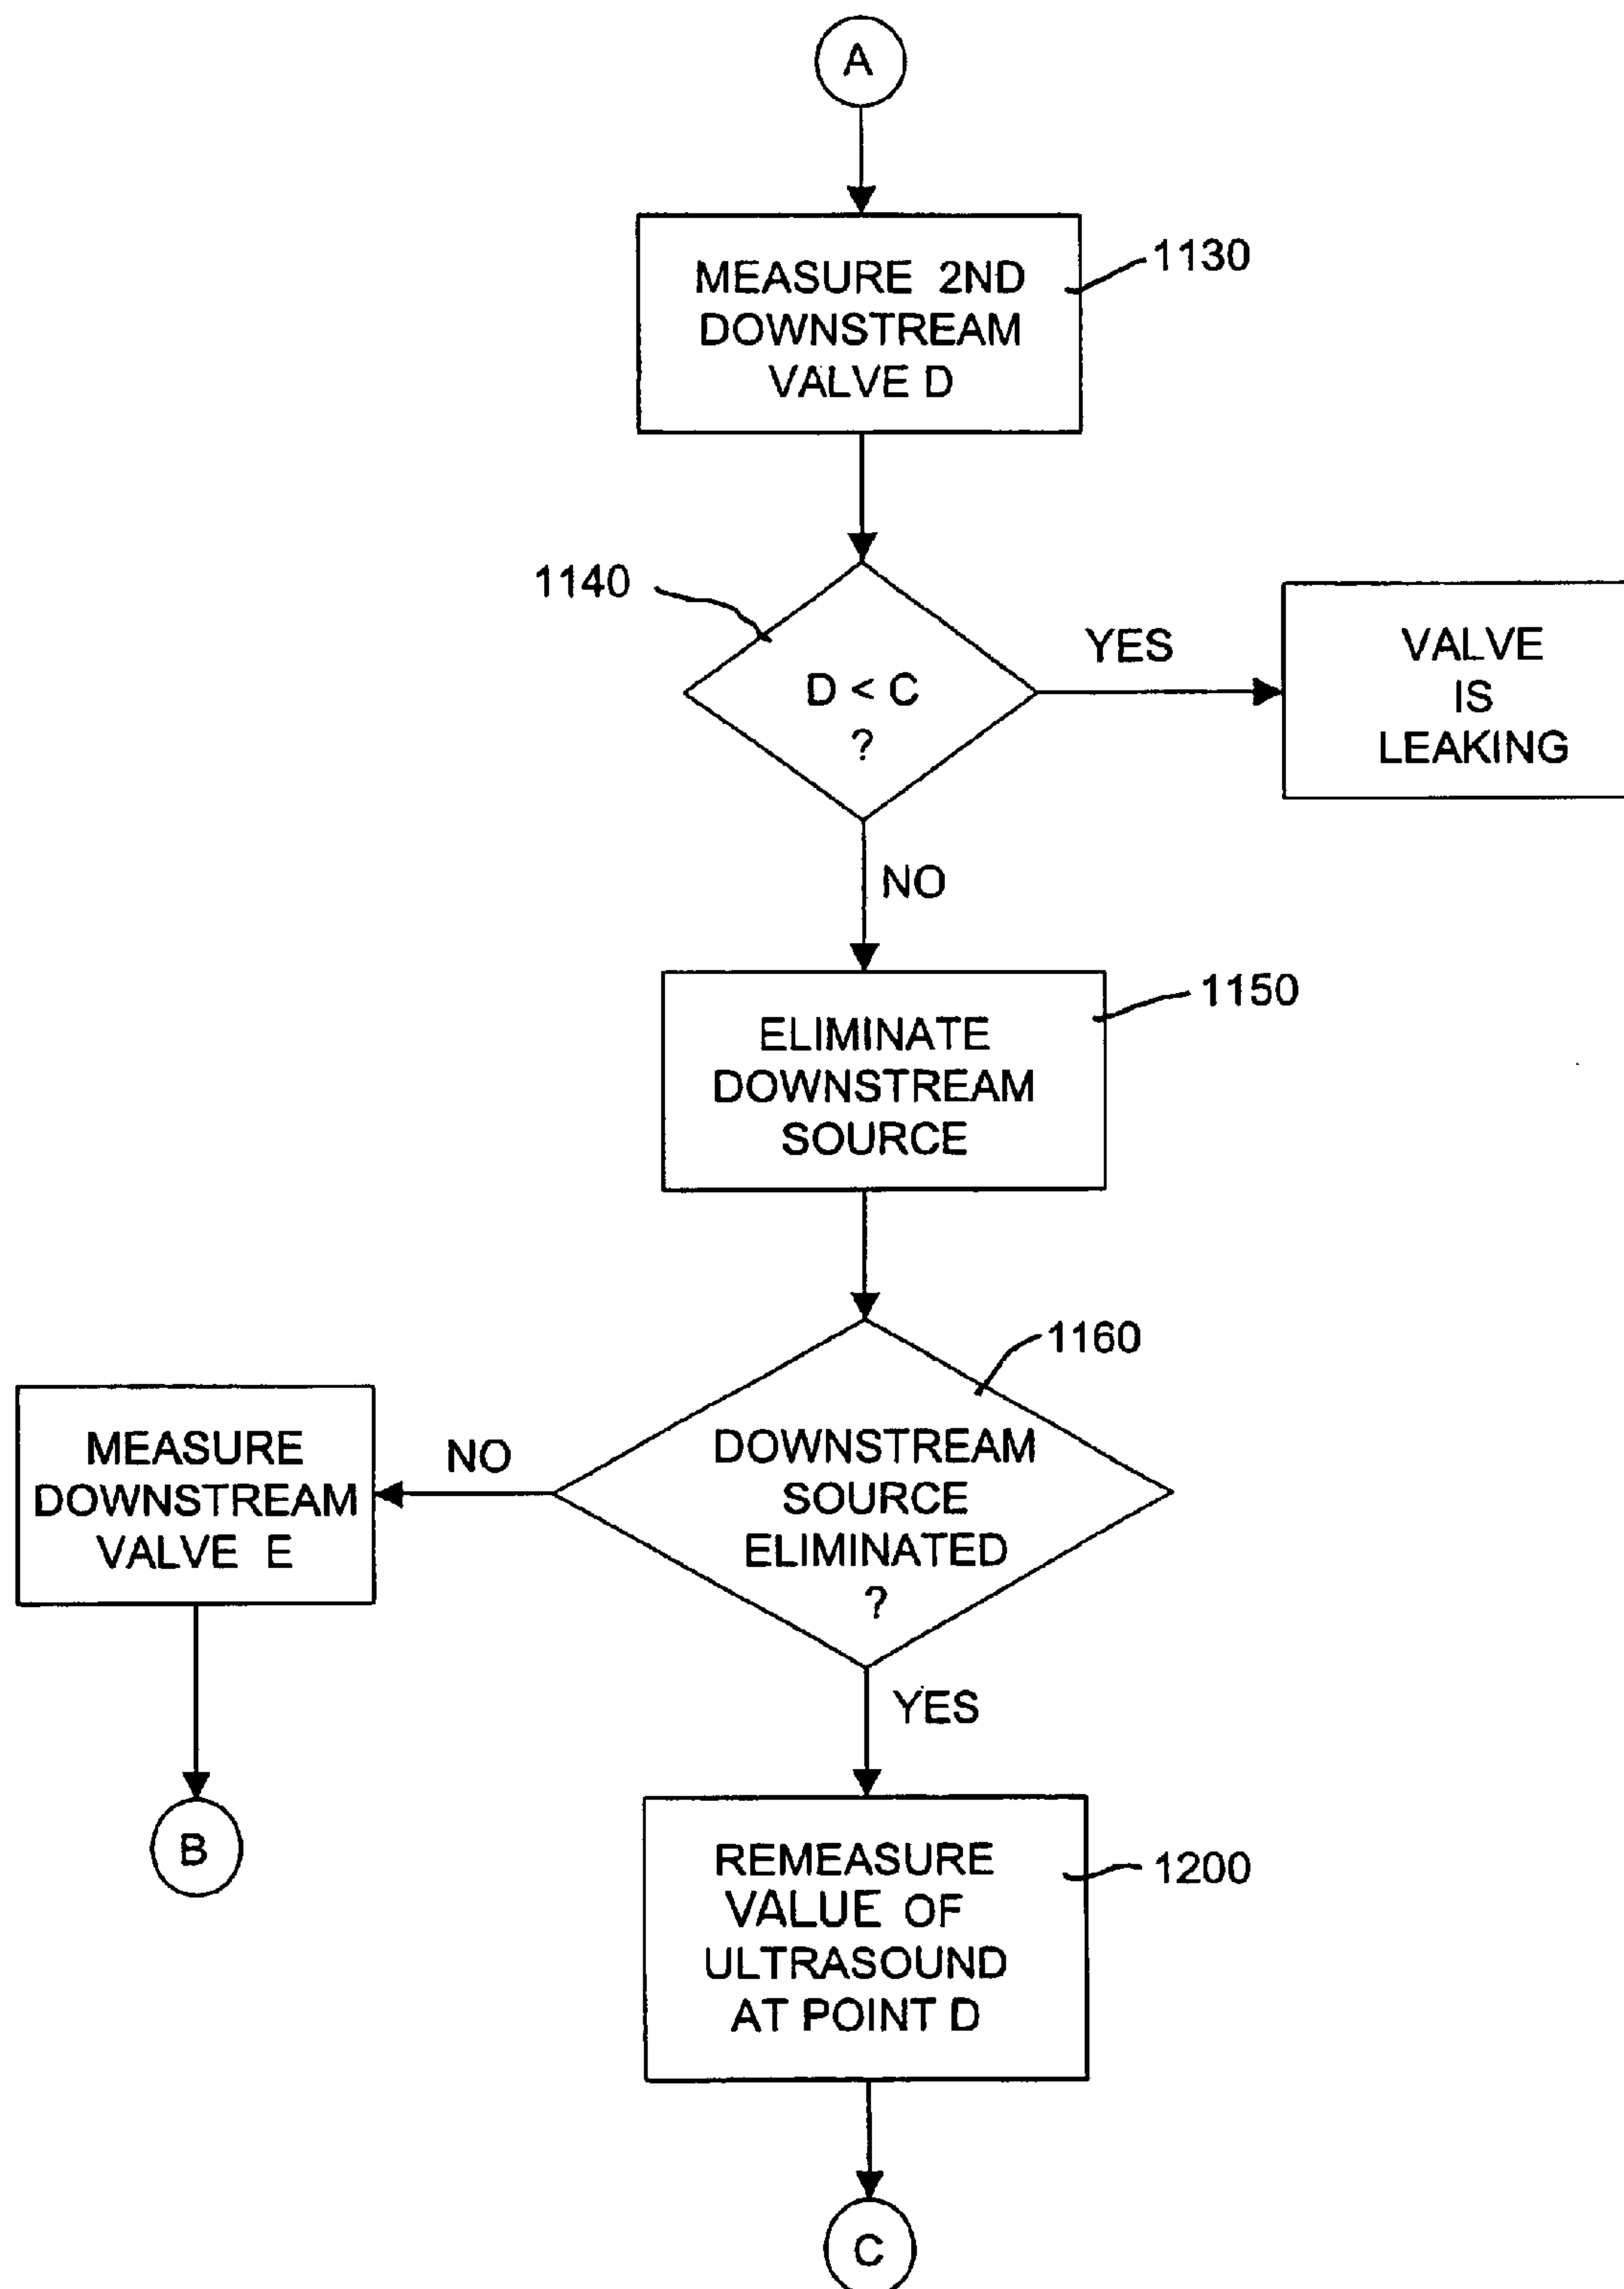 A
MEASURE 2ND
DOWNSTREAM
VALVE D
1130
1140
D < C
?
YES
VALVE
IS
LEAKING
NO
ELIMINATE
DOWNSTREAM
SOURCE
1150
1160
DOWNSTREAM
SOURCE
ELIMINATED
?
NO
MEASURE
DOWNSTREAM
VALVE E
B
YES
REMEASURE
VALUE OF
ULTRASOUND
AT POINT D
1200
C